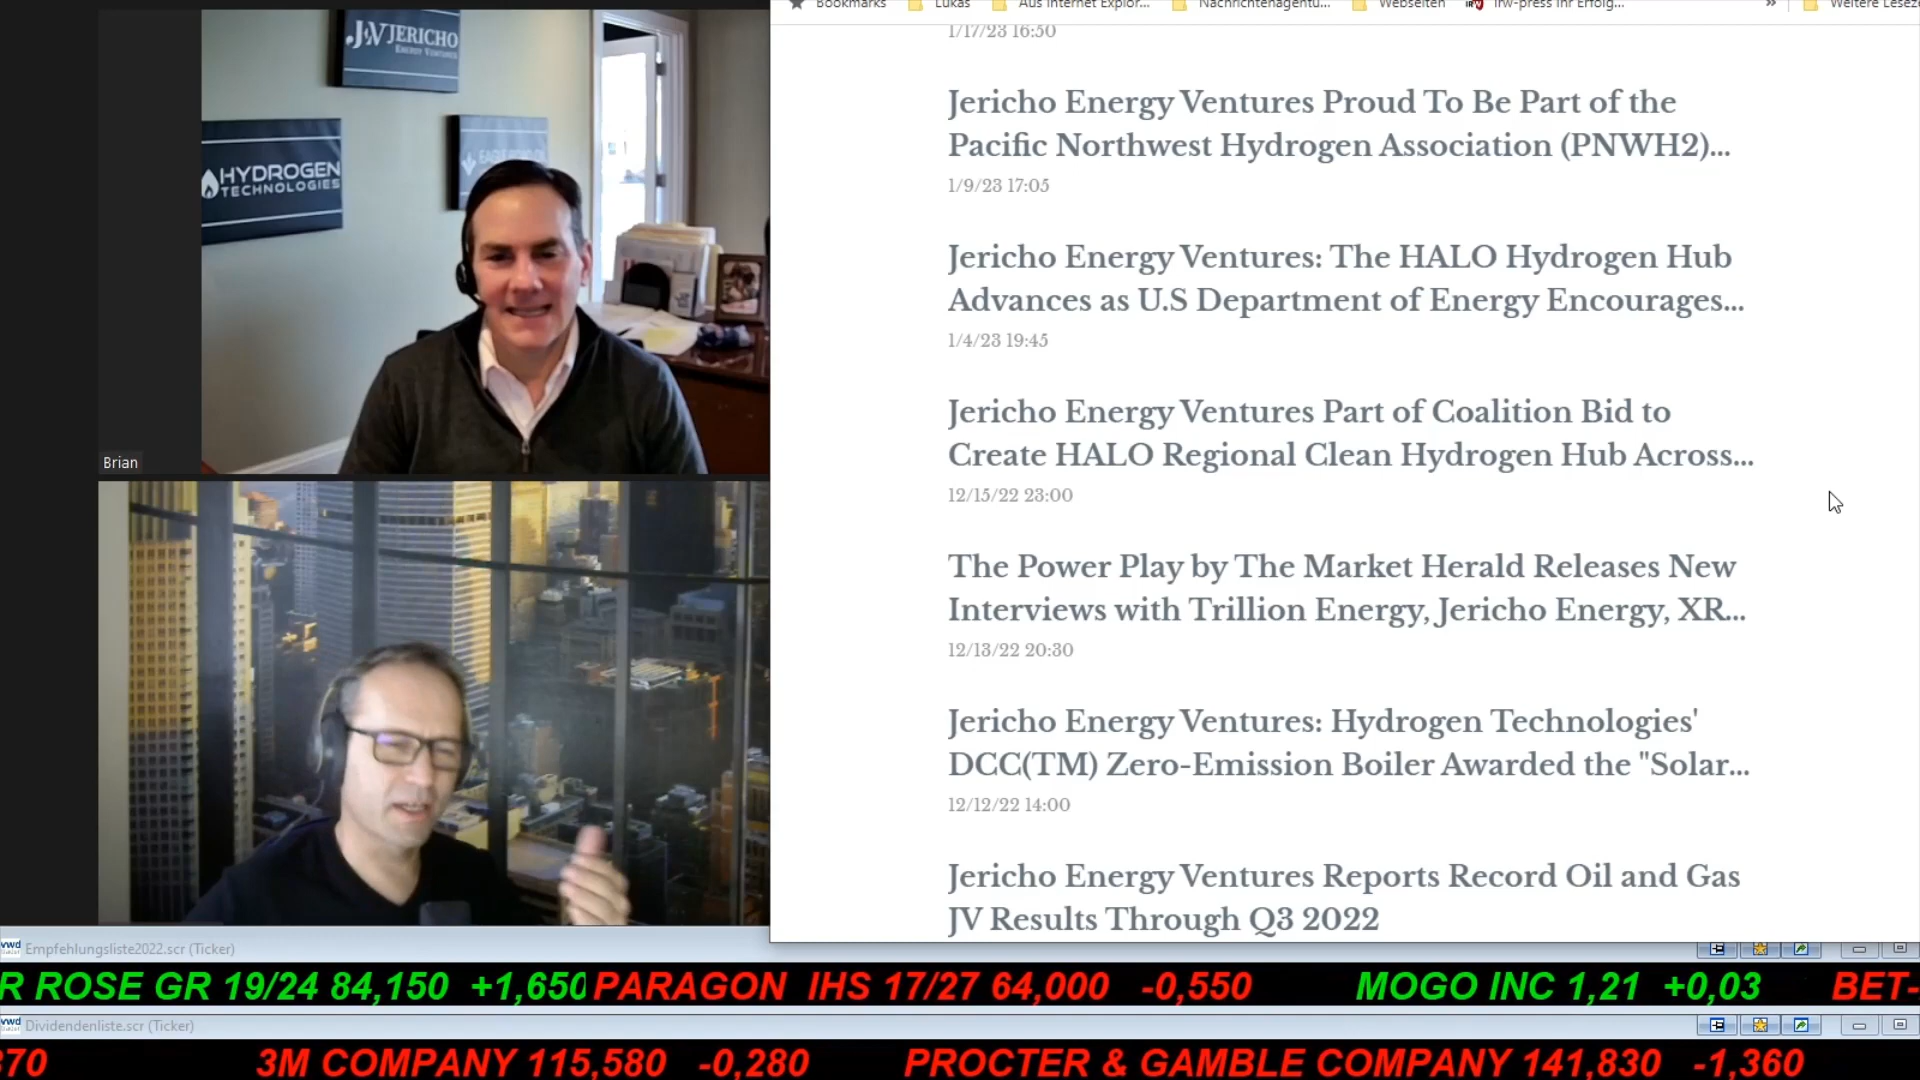 Bookmarks Lukas Aus Internet Explor... Nachrichtenagentu... Webseiten irw-press Ihr Erfolg... » Weitere Leseze
JERICHO
ENERGY VENTURES
HYDROGEN
TECHNOLOGIES
Brian
1/17/23 16:50
Jericho Energy Ventures Proud To Be Part of the
Pacific Northwest Hydrogen Association (PNWH2)...
1/9/23 17:05
Jericho Energy Ventures: The HALO Hydrogen Hub
Advances as U.S Department of Energy Encourages...
1/4/23 19:45
Jericho Energy Ventures Part of Coalition Bid to
Create HALO Regional Clean Hydrogen Hub Across...
12/15/22 23:00
The Power Play by The Market Herald Releases New
Interviews with Trillion Energy, Jericho Energy, XR...
12/13/22 20:30
Jericho Energy Ventures: Hydrogen Technologies'
DCC(TM) Zero-Emission Boiler Awarded the "Solar...
12/12/22 14:00
Jericho Energy Ventures Reports Record Oil and Gas
JV Results Through Q3 2022
vwd Empfehlungsliste2022.scr (Ticker)
R ROSE GR 19/24 84,150 +1,650 PARAGON IHS 17/27 64,000 -0,550 MOGO INC 1,21 +0,03 BET-
vwd Dividendenliste.scr (Ticker)
370 3M COMPANY 115,580 -0,280 PROCTER & GAMBLE COMPANY 141,830 -1,360